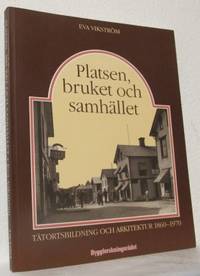 EVA VIKSTRÖM
Platsen,
bruket och
samhället
TÄTORTSBILDNING OCH ARKITEKTUR 1860–1970
Byggforskningsrådet